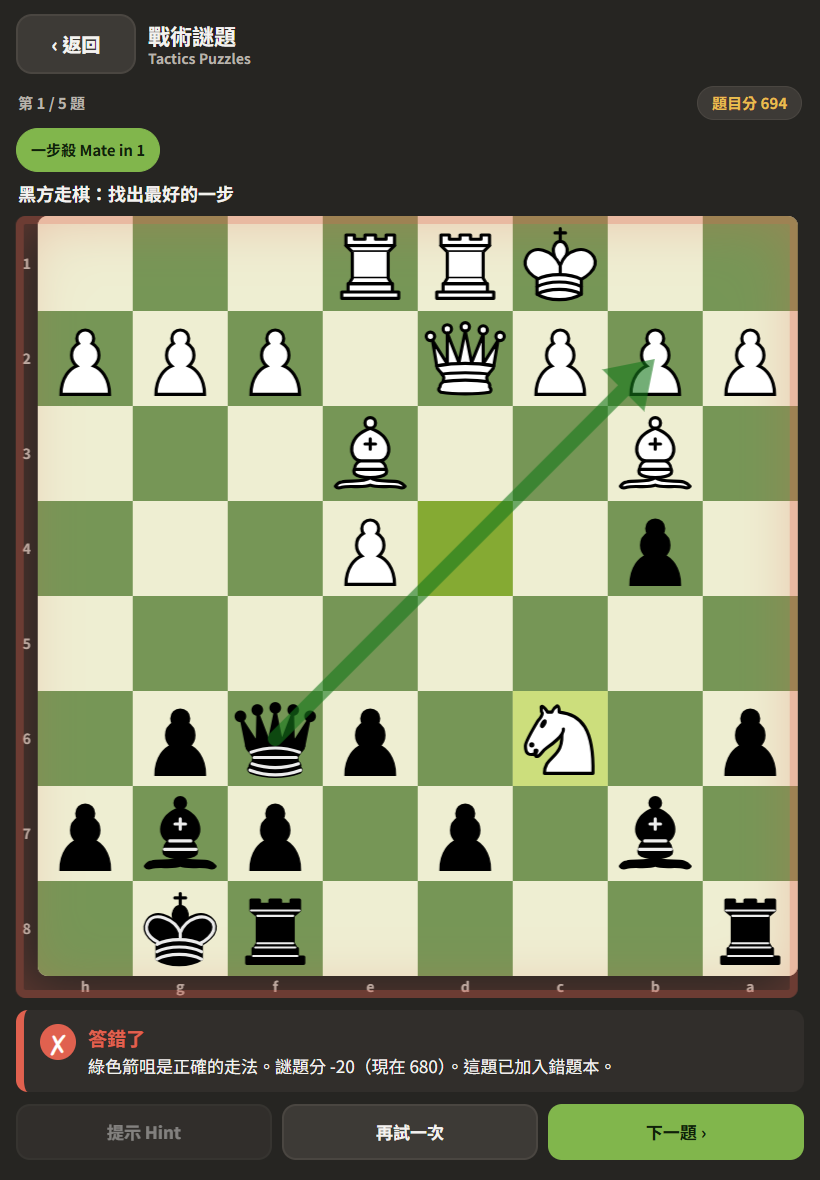 ‹ 返回
戰術謎題
Tactics Puzzles
第 1 / 5 題
題目分 694
一步殺 Mate in 1
黑方走棋：找出最好的一步
1
2
3
4
5
6
7
8
h g f e d c b a
答錯了
綠色箭咀是正確的走法。謎題分 -20（現在 680）。這題已加入錯題本。
提示 Hint
再試一次
下一題 ›